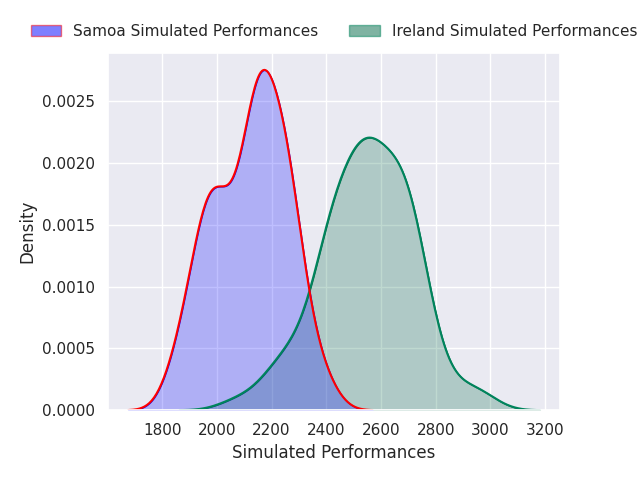 Samoa Simulated Performances Ireland Simulated Performances
Density
0.0025
0.0020
0.0015
0.0010
0.0005
0.0000
1800 2000 2200 2400 2600 2800 3000 3200
Simulated Performances